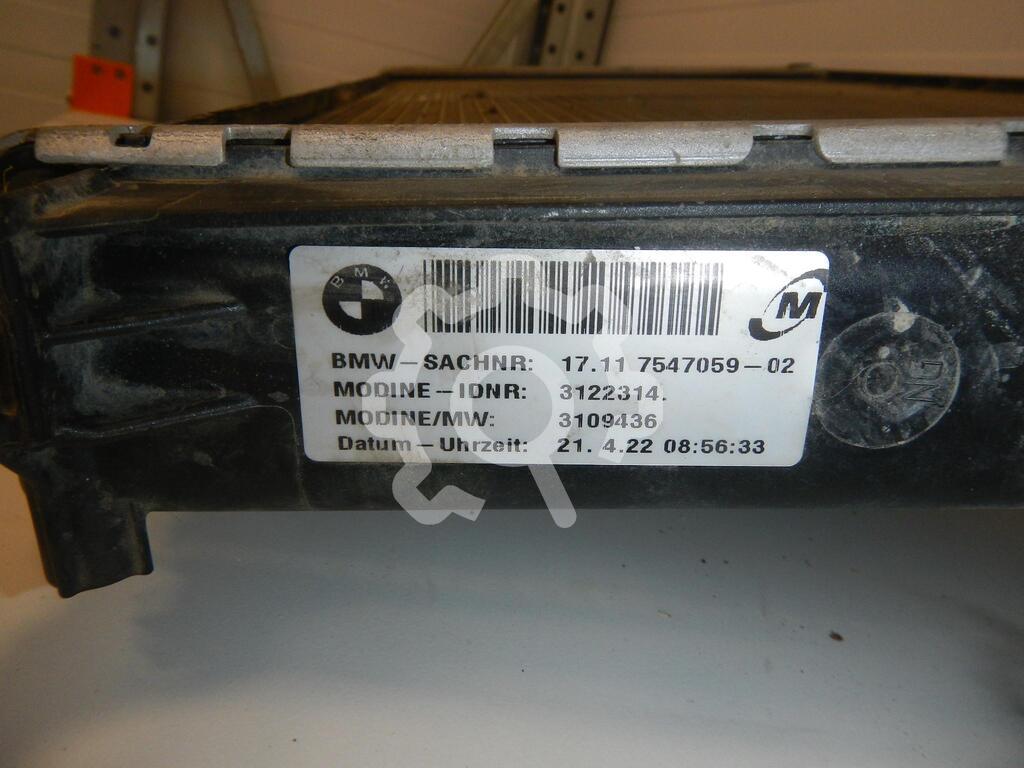 BMW
M
BMW-SACHNR: 17.11 7547059-02
MODINE-IDNR: 3122314.
MODINE/MW: 3109436
Datum-Uhrzeit: 21. 4.22 08:56:33
NG